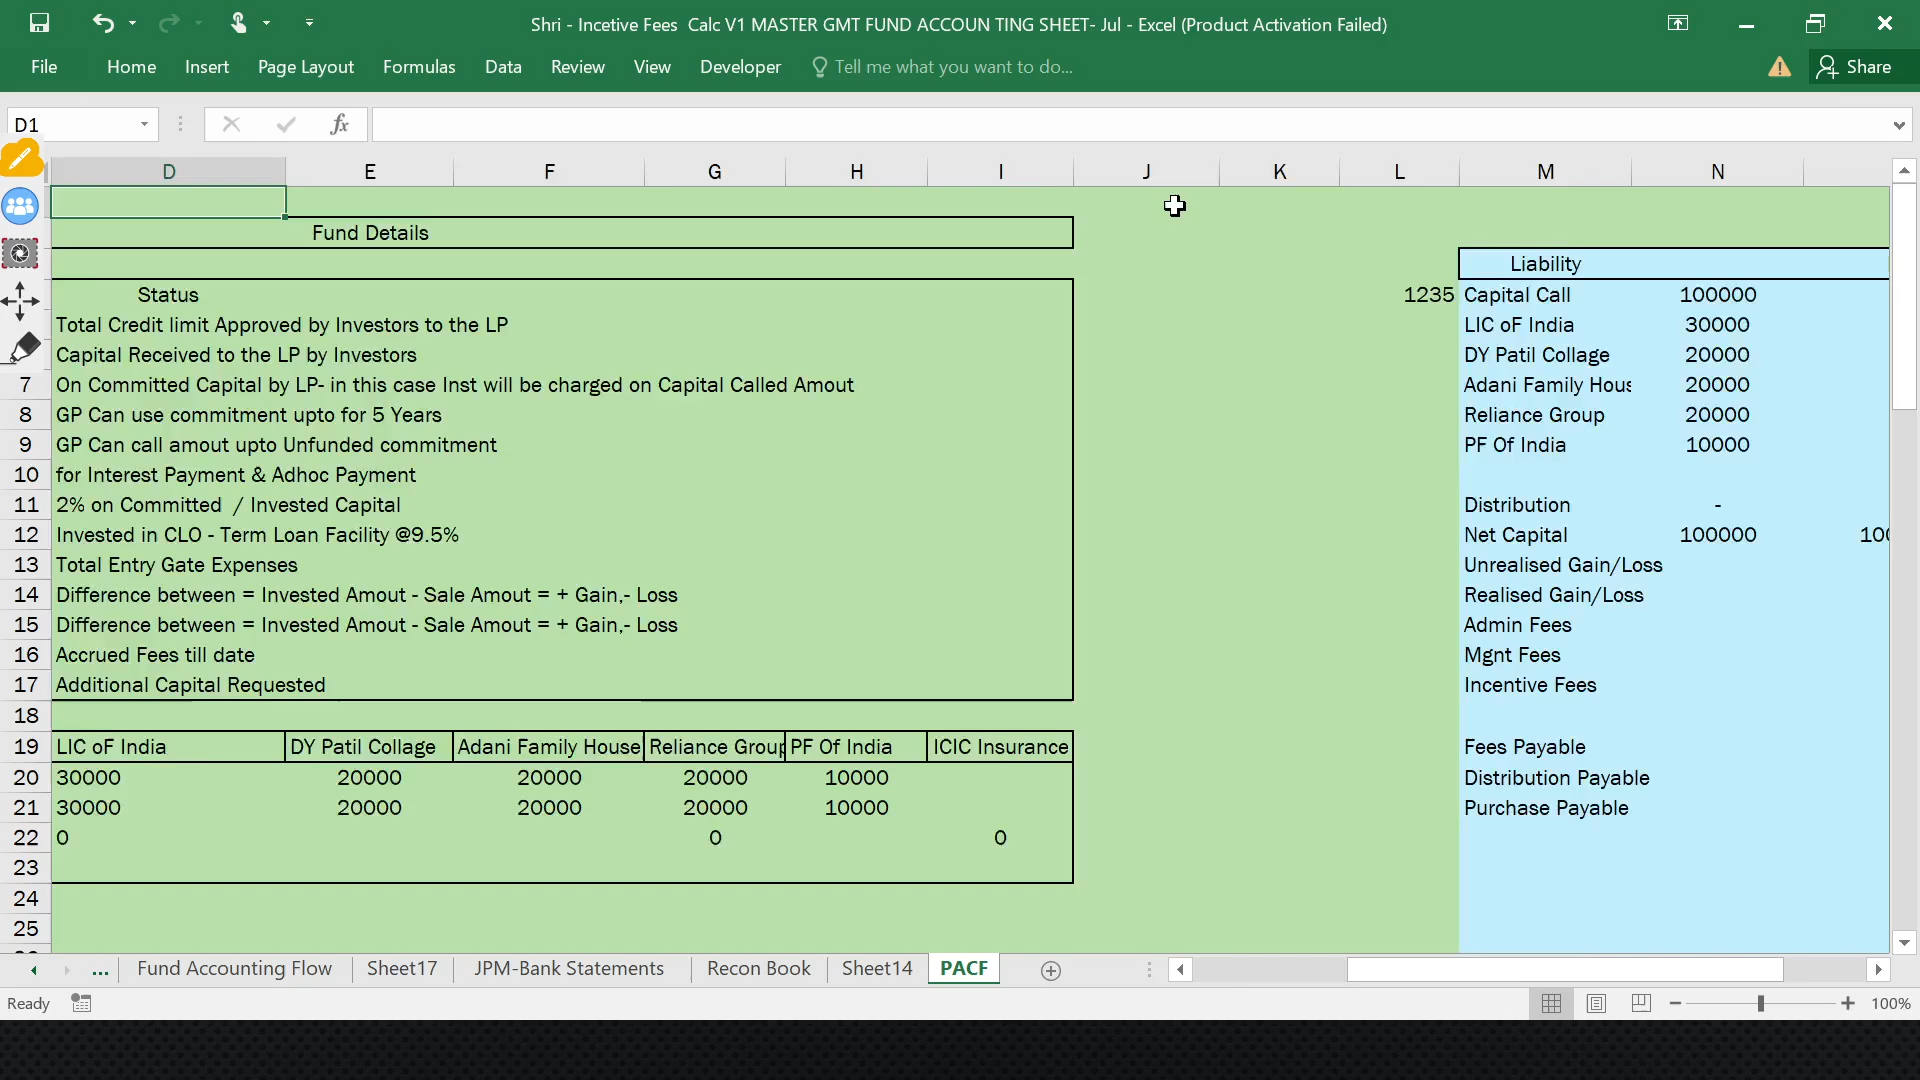 Shri - Incetive Fees  Calc V1 MASTER GMT FUND ACCOUN TING SHEET- Jul - Excel (Product Activation Failed)
File Home Insert Page Layout Formulas Data Review View Developer Tell me what you want to do... Share
D1 fx
D E F G H I J K L M N
Fund Details
Liability
Status 1235 Capital Call 100000
Total Credit limit Approved by Investors to the LP LIC oF India 30000
Capital Received to the LP by Investors DY Patil Collage 20000
7 On Committed Capital by LP- in this case Inst will be charged on Capital Called Amout Adani Family Hous 20000
8 GP Can use commitment upto for 5 Years Reliance Group 20000
9 GP Can call amout upto Unfunded commitment PF Of India 10000
10 for Interest Payment & Adhoc Payment
11 2% on Committed  / Invested Capital Distribution -
12 Invested in CLO - Term Loan Facility @9.5% Net Capital 100000
13 Total Entry Gate Expenses Unrealised Gain/Loss
14 Difference between = Invested Amout - Sale Amout = + Gain,- Loss Realised Gain/Loss
15 Difference between = Invested Amout - Sale Amout = + Gain,- Loss Admin Fees
16 Accrued Fees till date Mgnt Fees
17 Additional Capital Requested Incentive Fees
18
19 LIC oF India DY Patil Collage Adani Family House Reliance Group PF Of India ICIC Insurance Fees Payable
20 30000 20000 20000 20000 10000 Distribution Payable
21 30000 20000 20000 20000 10000 Purchase Payable
22 0 0 0
23
24
25
... Fund Accounting Flow Sheet17 JPM-Bank Statements Recon Book Sheet14 PACF
Ready 100%